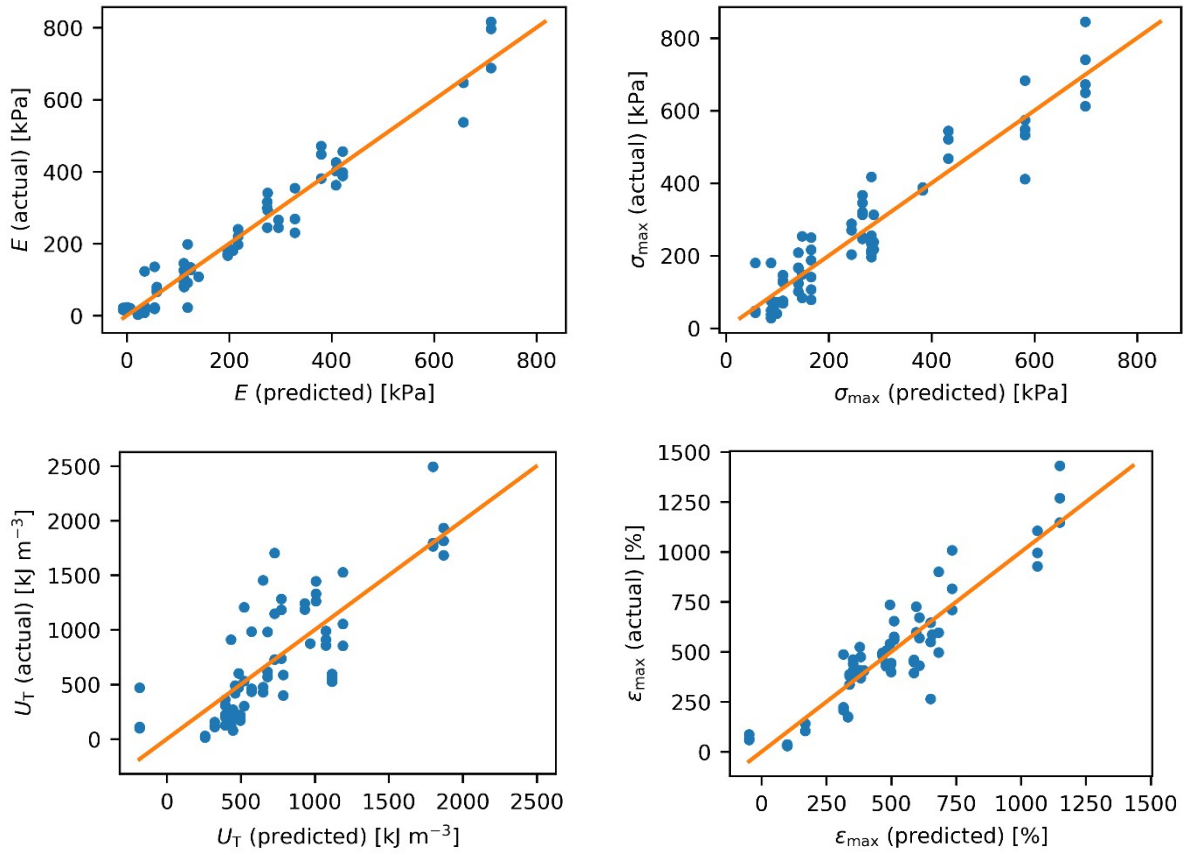 800
600
400
200
0
E (actual) [kPa]
0 200 400 600 800
E (predicted) [kPa]
800
600
400
200
0
σmax (actual) [kPa]
0 200 400 600 800
σmax (predicted) [kPa]
2500
2000
1500
1000
500
0
UT (actual) [kJ m−3]
0 500 1000 1500 2000 2500
UT (predicted) [kJ m−3]
1500
1250
1000
750
500
250
0
εmax (actual) [%]
0 250 500 750 1000 1250 1500
εmax (predicted) [%]